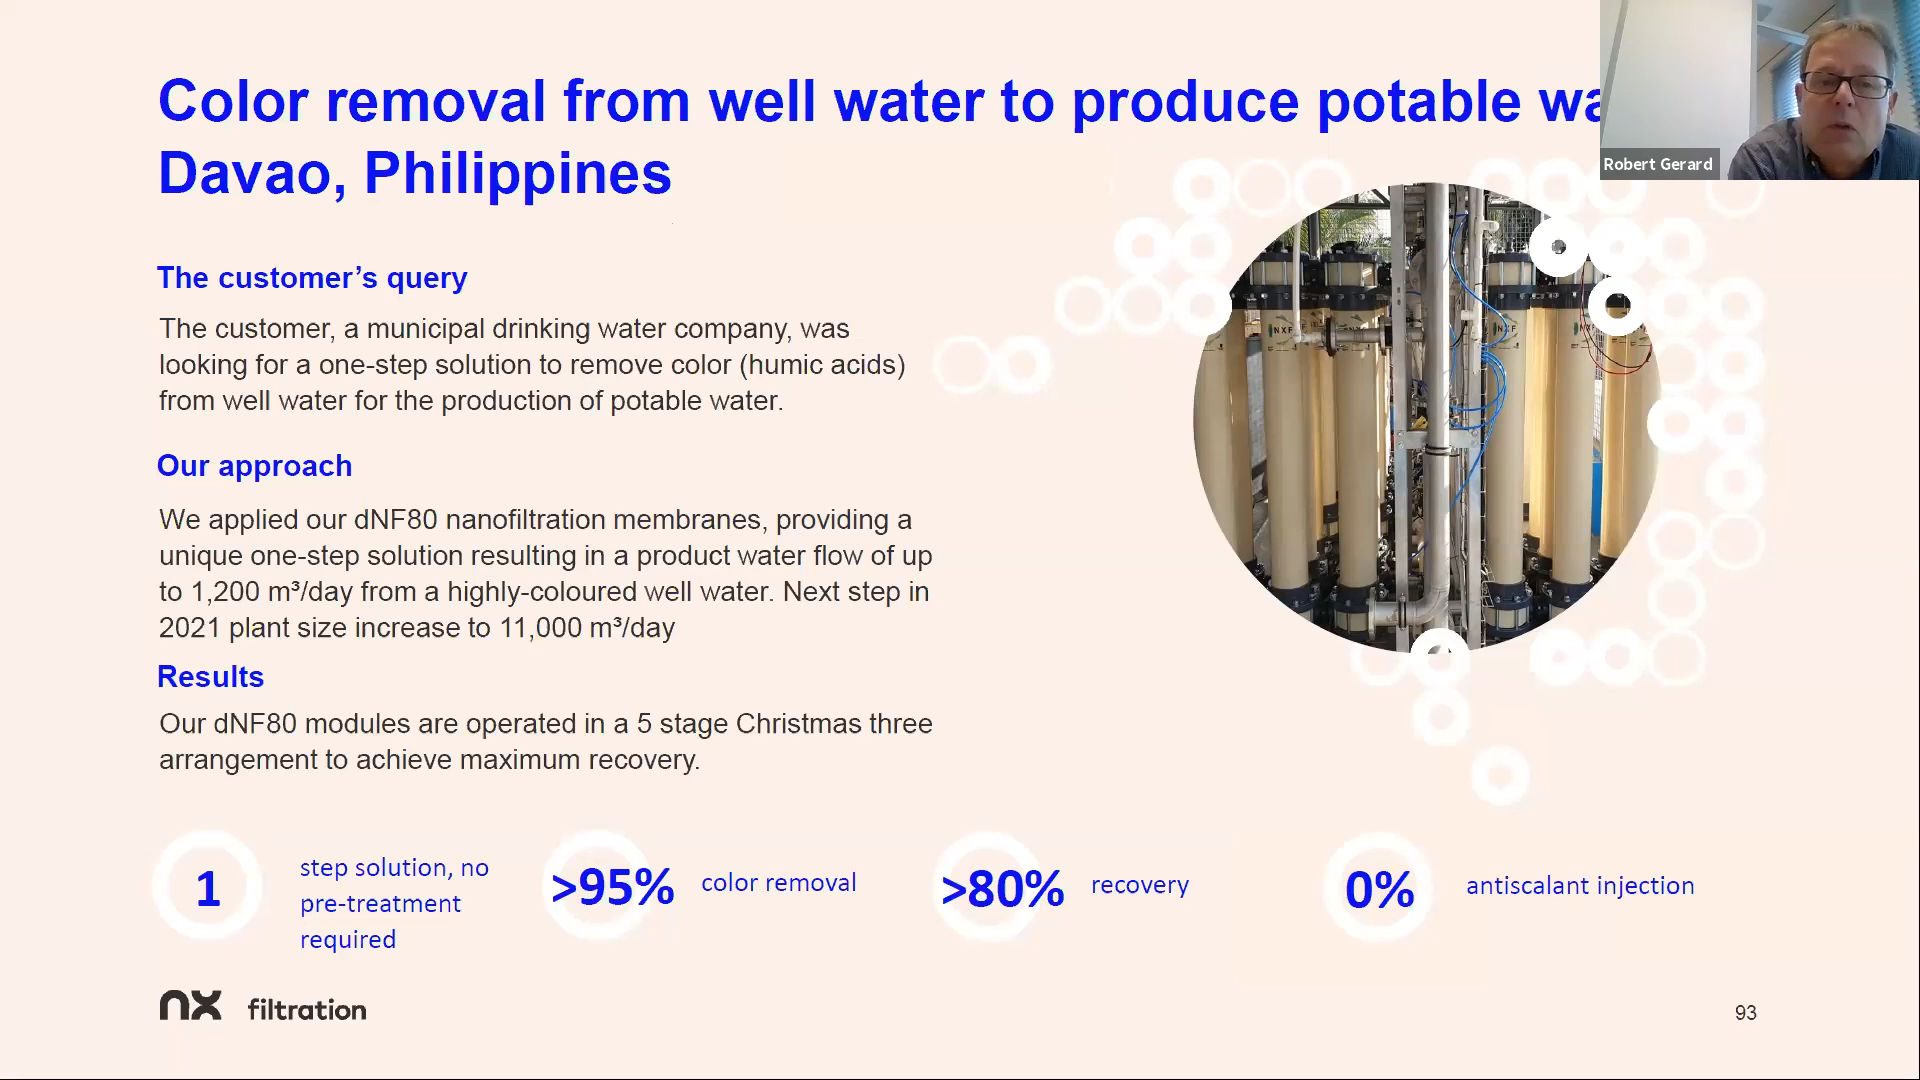 Color removal from well water to produce potable
Davao, Philippines
Robert Gerard
The customer’s query
The customer, a municipal drinking water company, was
looking for a one-step solution to remove color (humic acids)
from well water for the production of potable water.
Our approach
We applied our dNF80 nanofiltration membranes, providing a
unique one-step solution resulting in a product water flow of up
to 1,200 m³/day from a highly-coloured well water. Next step in
2021 plant size increase to 11,000 m³/day
Results
Our dNF80 modules are operated in a 5 stage Christmas three
arrangement to achieve maximum recovery.
NXF
NXF
1
step solution, no
pre-treatment
required
>95%
color removal
>80%
recovery
0%
antiscalant injection
nx filtration
93